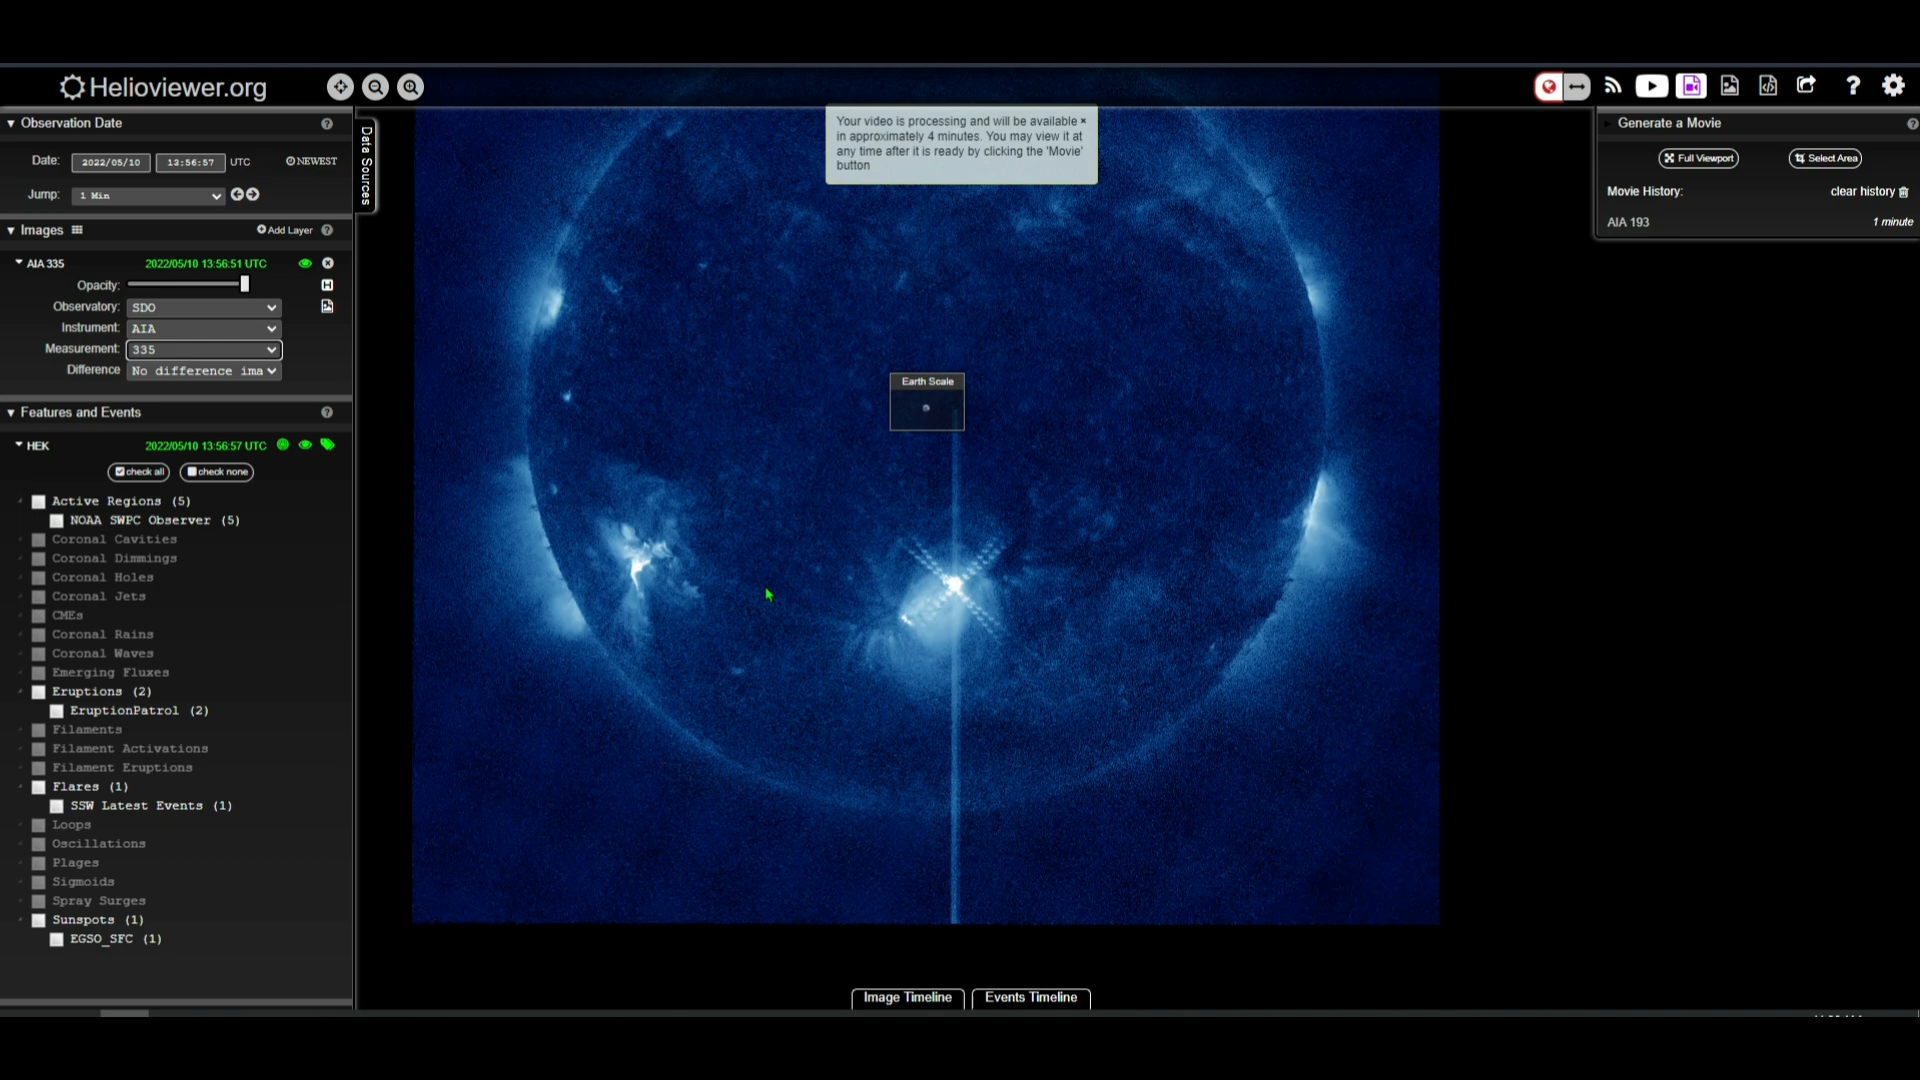 Helioviewer.org
Observation Date
Date: 2022/05/10 13:56:57 UTC NEWEST
Jump: 1 Min
Images
Add Layer
AIA 335 2022/05/10 13:56:51 UTC
Opacity:
Observatory: SDO
Instrument: AIA
Measurement: 335
Difference No difference ima
Features and Events
HEK 2022/05/10 13:56:57 UTC
check all check none
Active Regions (5)
NOAA SWPC Observer (5)
Coronal Cavities
Coronal Dimmings
Coronal Holes
Coronal Jets
CMEs
Coronal Rains
Coronal Waves
Emerging Fluxes
Eruptions (2)
EruptionPatrol (2)
Filaments
Filament Activations
Filament Eruptions
Flares (1)
SSW Latest Events (1)
Loops
Oscillations
Plages
Sigmoids
Spray Surges
Sunspots (1)
EGSO_SFC (1)
Data Sources
Your video is processing and will be available ×
in approximately 4 minutes. You may view it at
any time after it is ready by clicking the 'Movie'
button
Earth Scale
Image Timeline
Events Timeline
Generate a Movie
Full Viewport Select Area
Movie History: clear history
AIA 193 1 minute